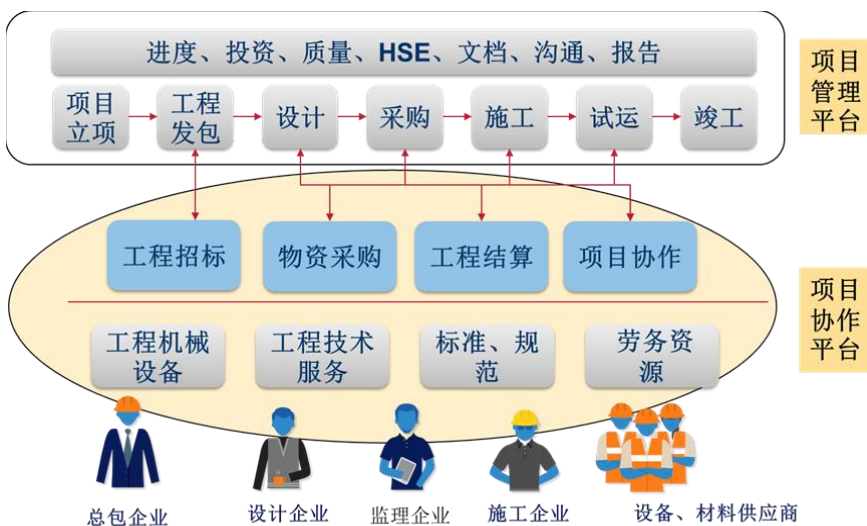 进度、投资、质量、HSE、文档、沟通、报告
项目
立项
工程
发包
设计
采购
施工
试运
竣工
项目
管理
平台
工程招标
物资采购
工程结算
项目协作
项目
协作
平台
工程机械
设备
工程技术
服务
标准、规
范
劳务资
源
总包企业
设计企业
监理企业
施工企业
设备、材料供应商